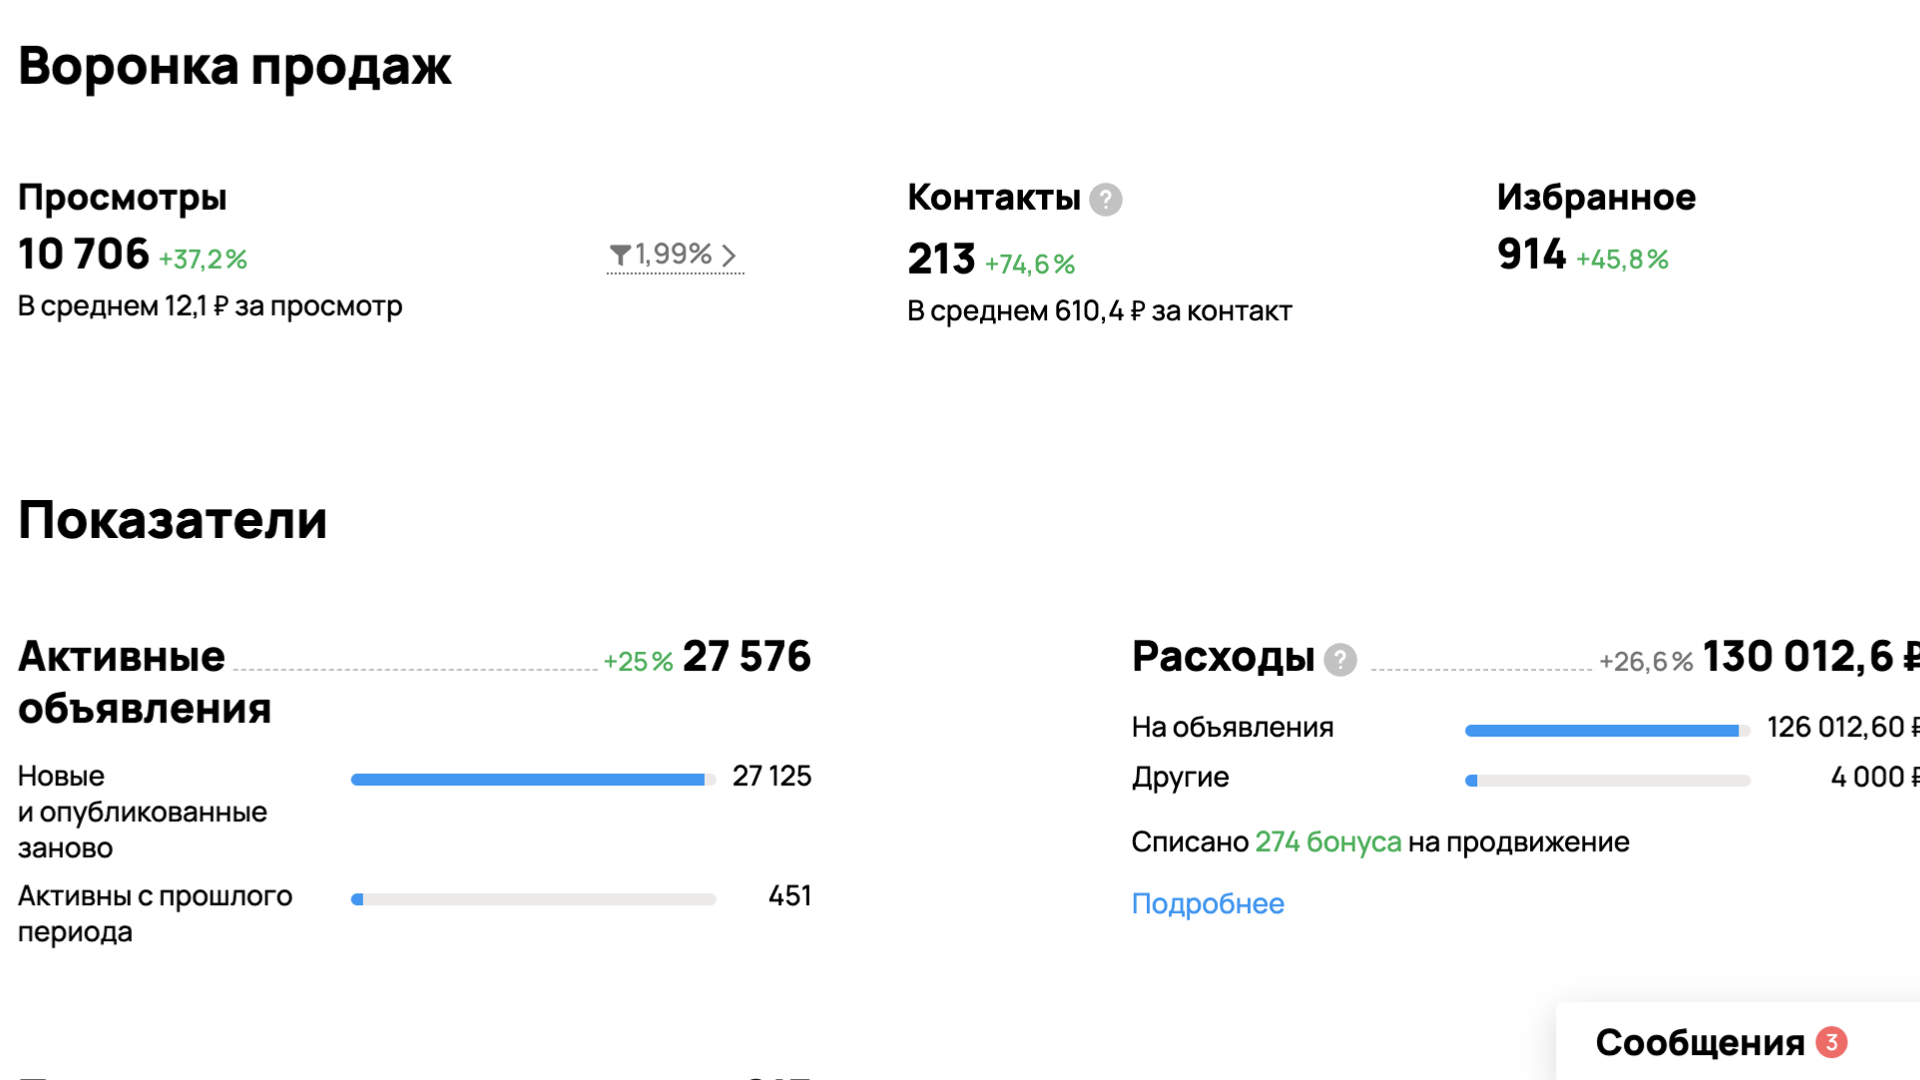 Воронка продаж
Просмотры
10 706 +37,2%
В среднем 12,1 ₽ за просмотр
1,99%
Контакты ?
213 +74,6%
В среднем 610,4 ₽ за контакт
Избранное
914 +45,8%
Показатели
Активные объявления +25% 27 576
Новые
и опубликованные
заново
27 125
Активны с прошлого
периода
451
Расходы ? +26,6% 130 012,6 ₽
На объявления 126 012,60 ₽
Другие 4 000 ₽
Списано 274 бонуса на продвижение
Подробнее
Сообщения 3